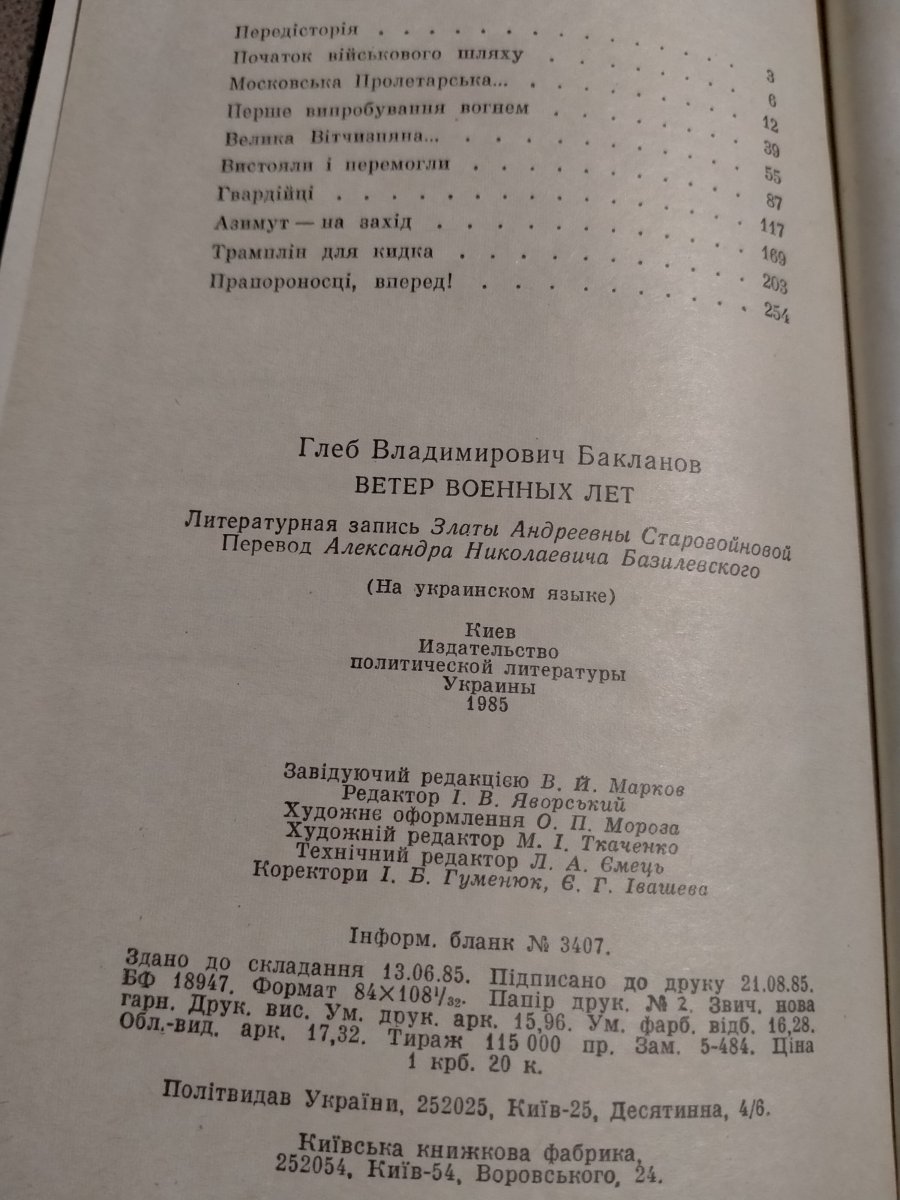 Передісторія . . . . . . . . . . . . 3
Початок військового шляху . . . . . . . 6
Московська Пролетарська... . . . . . . . 12
Перше випробування вогнем . . . . . . . 39
Велика Вітчизняна... . . . . . . . . . 55
Вистояли і перемогли . . . . . . . . . 87
Гвардійці . . . . . . . . . . . . . 117
Азимут — на захід . . . . . . . . . . 169
Трамплін для кидка . . . . . . . . . 203
Прапороносці, вперед! . . . . . . . . 254
Глеб Владимирович Бакланов
ВЕТЕР ВОЕННЫХ ЛЕТ
Литературная запись Златы Андреевны Старовойновой
Перевод Александра Николаевича Базилевского
(На украинском языке)
Киев
Издательство
политической литературы
Украины
1985
Завідуючий редакцією В. Й. Марков
Редактор І. В. Яворський
Художнє оформлення О. П. Мороза
Художній редактор М. І. Ткаченко
Технічний редактор Л. А. Ємець
Коректори І. Б. Гуменюк, Є. Г. Івашева
Інформ. бланк № 3407.
Здано до складання 13.06.85. Підписано до друку 21.08.85.
БФ 18947. Формат 84×108¹/₃₂. Папір друк. № 2. Звич. нова
гарн. Друк. вис. Ум. друк. арк. 15,96. Ум. фарб. відб. 16,28.
Обл.-вид. арк. 17,32. Тираж 115 000 пр. Зам. 5-484. Ціна
1 крб. 20 к.
Політвидав України, 252025, Київ-25, Десятинна, 4/6.
Київська книжкова фабрика,
252054, Київ-54, Воровського, 24.